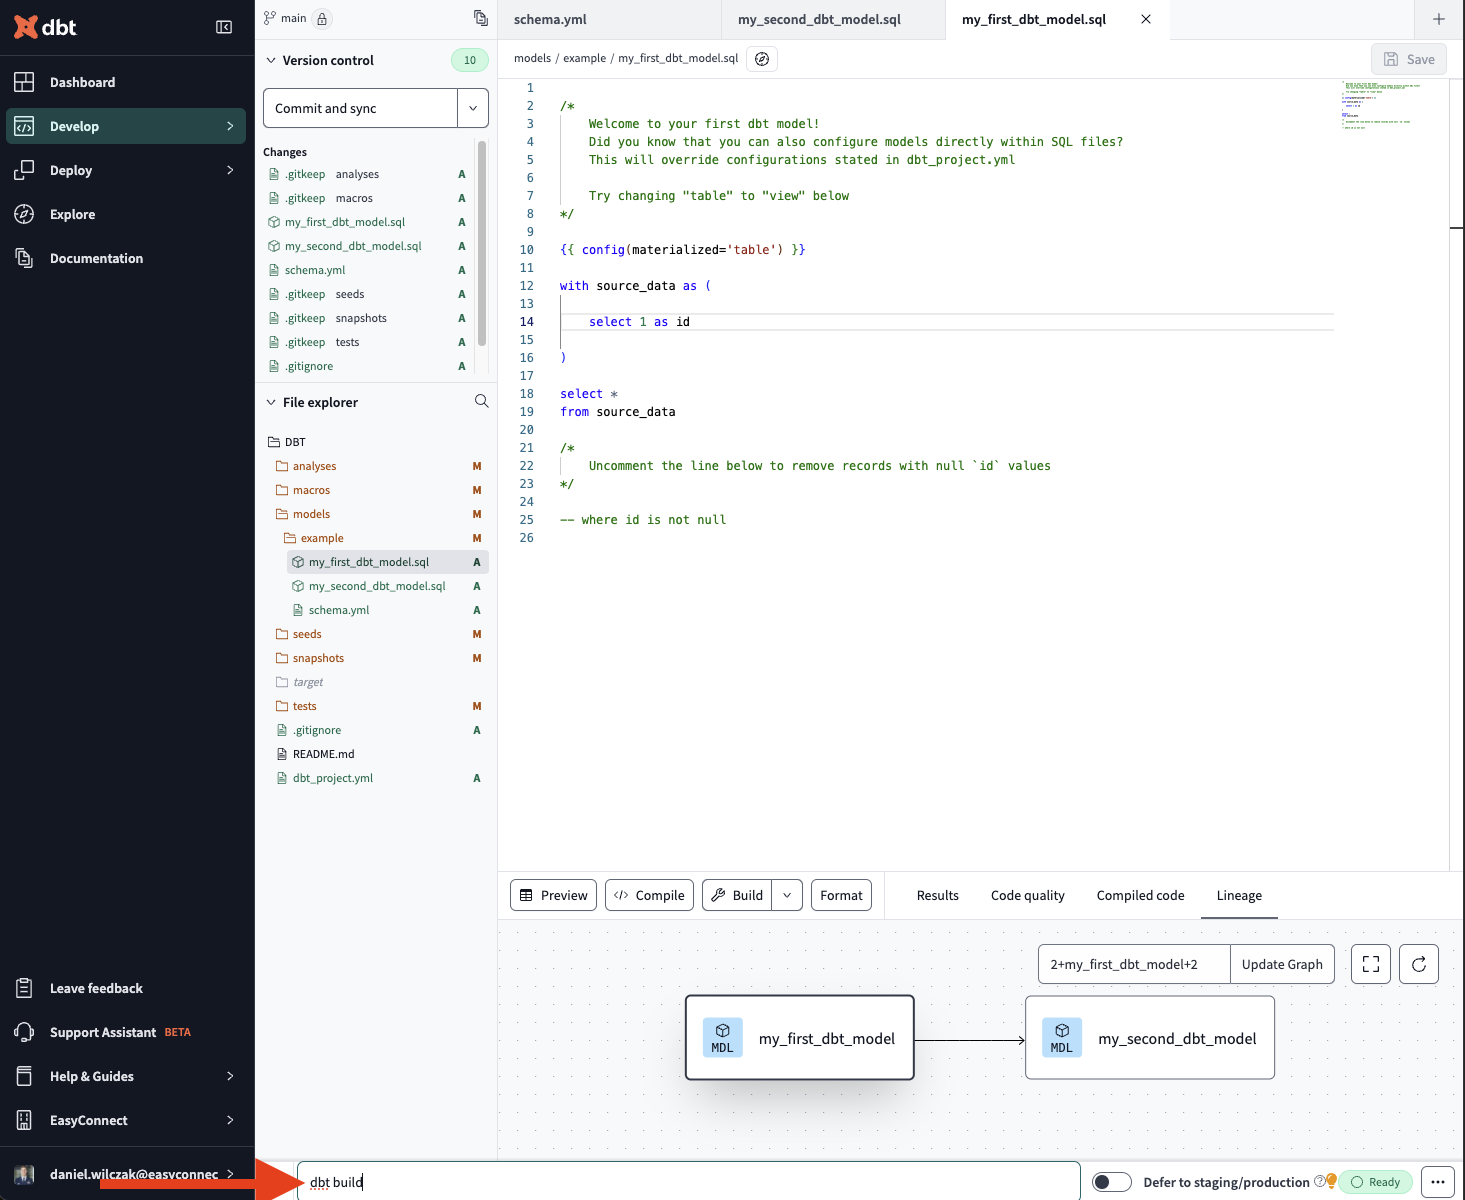 dbt
Dashboard
Develop
Deploy
Explore
Documentation
Leave feedback
Support Assistant BETA
Help & Guides
EasyConnect
daniel.wilczak@easyconnec
main
Version control 10
Commit and sync
Changes
.gitkeep analyses A
.gitkeep macros A
my_first_dbt_model.sql A
my_second_dbt_model.sql A
schema.yml A
.gitkeep seeds A
.gitkeep snapshots A
.gitkeep tests A
.gitignore A
File explorer
DBT
analyses M
macros M
models M
example M
my_first_dbt_model.sql A
my_second_dbt_model.sql A
schema.yml A
seeds M
snapshots M
target
tests M
.gitignore A
README.md
dbt_project.yml A
schema.yml my_second_dbt_model.sql my_first_dbt_model.sql
models / example / my_first_dbt_model.sql Save
1
2 /*
3 Welcome to your first dbt model!
4 Did you know that you can also configure models directly within SQL files?
5 This will override configurations stated in dbt_project.yml
6
7 Try changing "table" to "view" below
8 */
9
10 {{ config(materialized='table') }}
11
12 with source_data as (
13
14 select 1 as id
15
16 )
17
18 select *
19 from source_data
20
21 /*
22 Uncomment the line below to remove records with null `id` values
23 */
24
25 -- where id is not null
26
Preview Compile Build Format Results Code quality Compiled code Lineage
2+my_first_dbt_model+2 Update Graph
MDL my_first_dbt_model MDL my_second_dbt_model
dbt build Defer to staging/production Ready